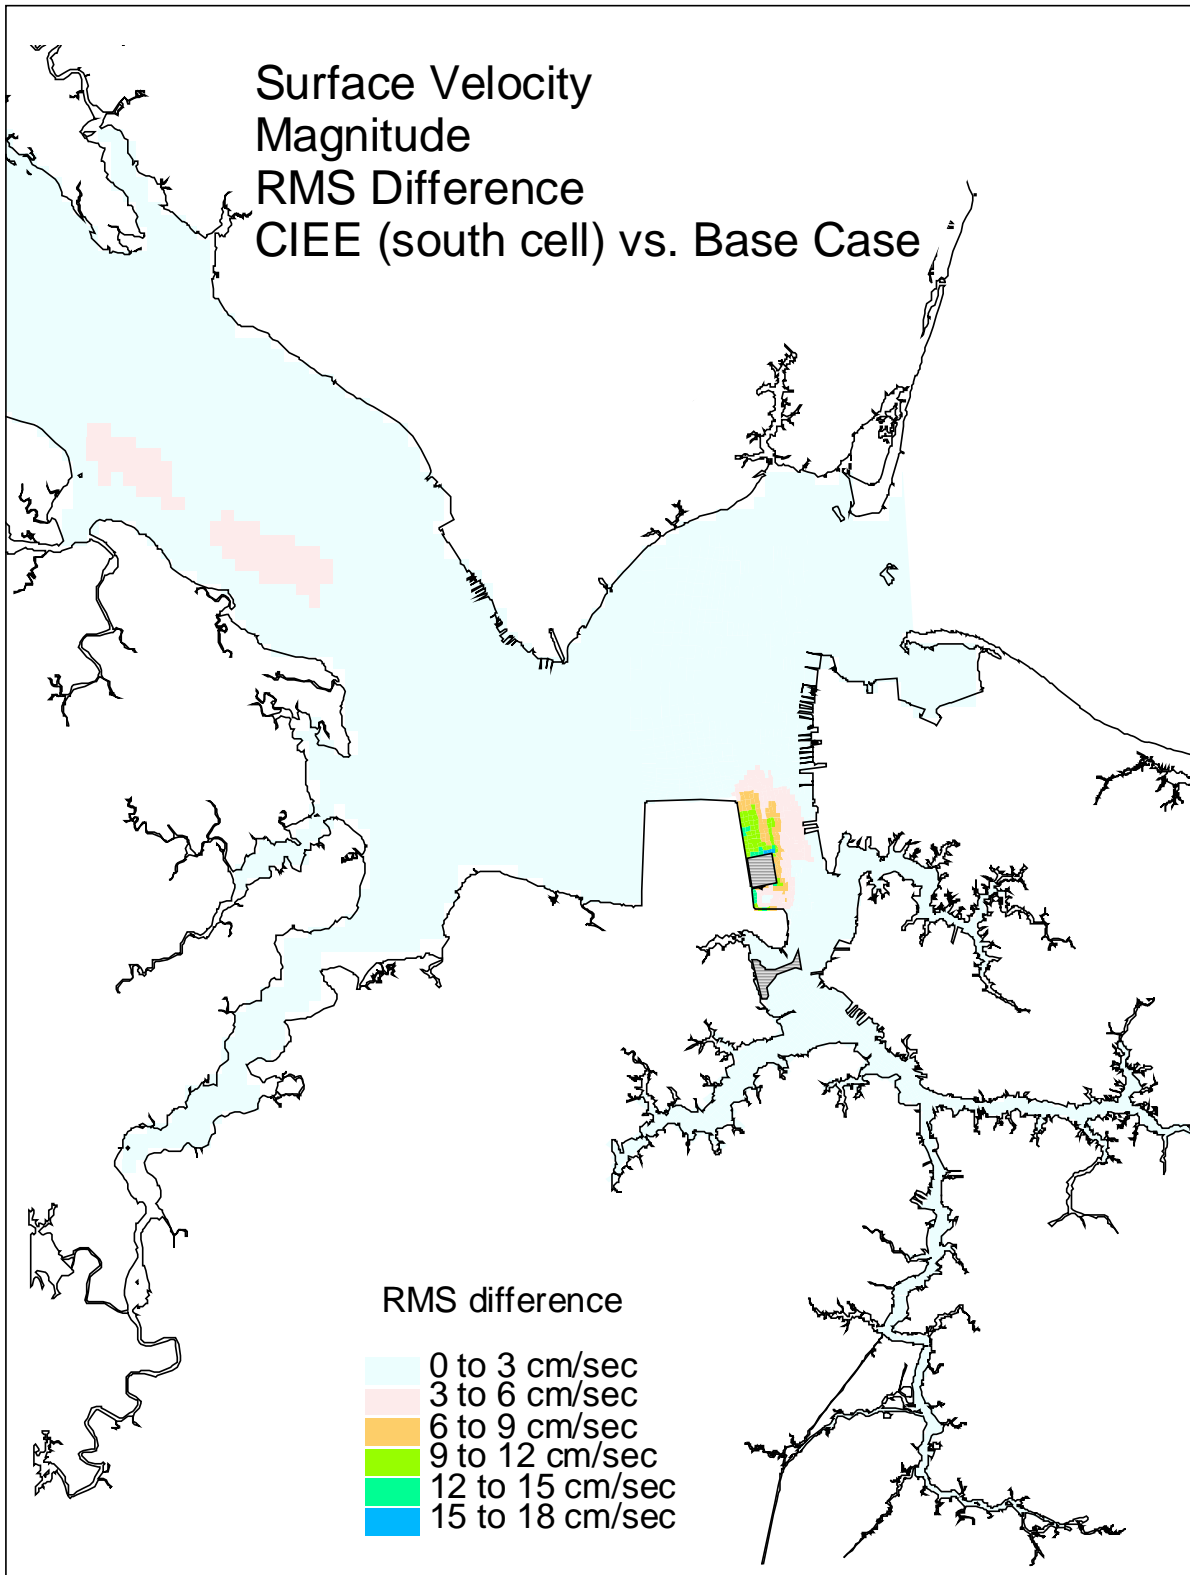 Surface Velocity
Magnitude
RMS Difference
CIEE (south cell) vs. Base Case
RMS difference
0 to 3 cm/sec
3 to 6 cm/sec
6 to 9 cm/sec
9 to 12 cm/sec
12 to 15 cm/sec
15 to 18 cm/sec